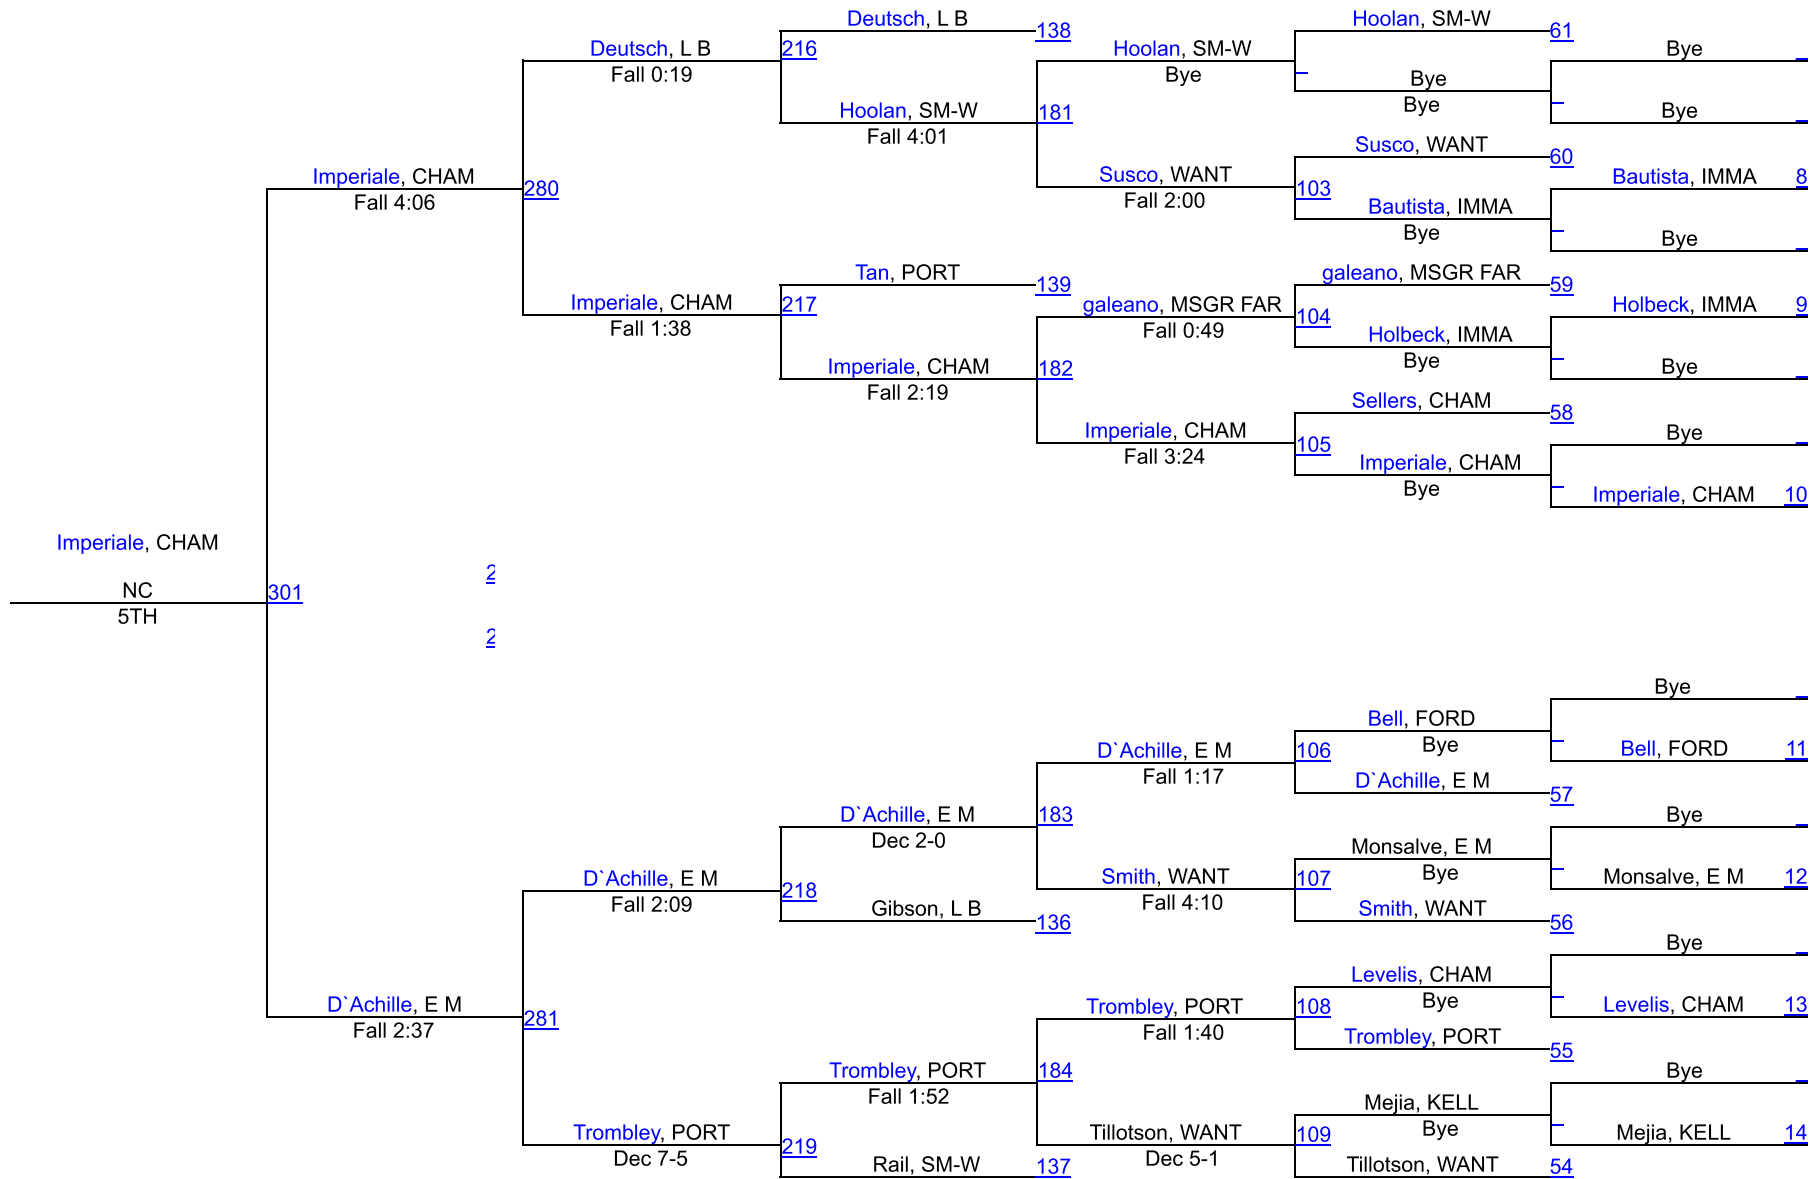 Deutsch, L B
138
Hoolan, SM-W
61
Deutsch, L B
Fall 0:19
216
Hoolan, SM-W
Bye
Bye
Bye
Bye
Hoolan, SM-W
Fall 4:01
181
Bye
Susco, WANT
60
Imperiale, CHAM
Fall 4:06
280
Susco, WANT
Fall 2:00
103
Bautista, IMMA
8
Bautista, IMMA
Bye
Bye
Tan, PORT
139
galeano, MSGR FAR
59
Imperiale, CHAM
Fall 1:38
217
galeano, MSGR FAR
Fall 0:49
104
Holbeck, IMMA
9
Holbeck, IMMA
Bye
Imperiale, CHAM
Fall 2:19
182
Bye
Sellers, CHAM
58
Imperiale, CHAM
Fall 3:24
105
Bye
Imperiale, CHAM
Bye
Imperiale, CHAM
10
Imperiale, CHAM
NC
5TH
301
2
2
Bye
Bell, FORD
Bye
D`Achille, E M
Fall 1:17
106
Bell, FORD
11
D`Achille, E M
57
D`Achille, E M
Dec 2-0
183
Bye
Monsalve, E M
Bye
D`Achille, E M
Fall 2:09
218
Smith, WANT
Fall 4:10
107
Monsalve, E M
12
Gibson, L B
136
Smith, WANT
56
Bye
Levelis, CHAM
Bye
D`Achille, E M
Fall 2:37
281
Trombley, PORT
Fall 1:40
108
Levelis, CHAM
13
Trombley, PORT
55
Trombley, PORT
Fall 1:52
184
Bye
Mejia, KELL
Bye
Trombley, PORT
Dec 7-5
219
Tillotson, WANT
Dec 5-1
109
Mejia, KELL
14
Rail, SM-W
137
Tillotson, WANT
54